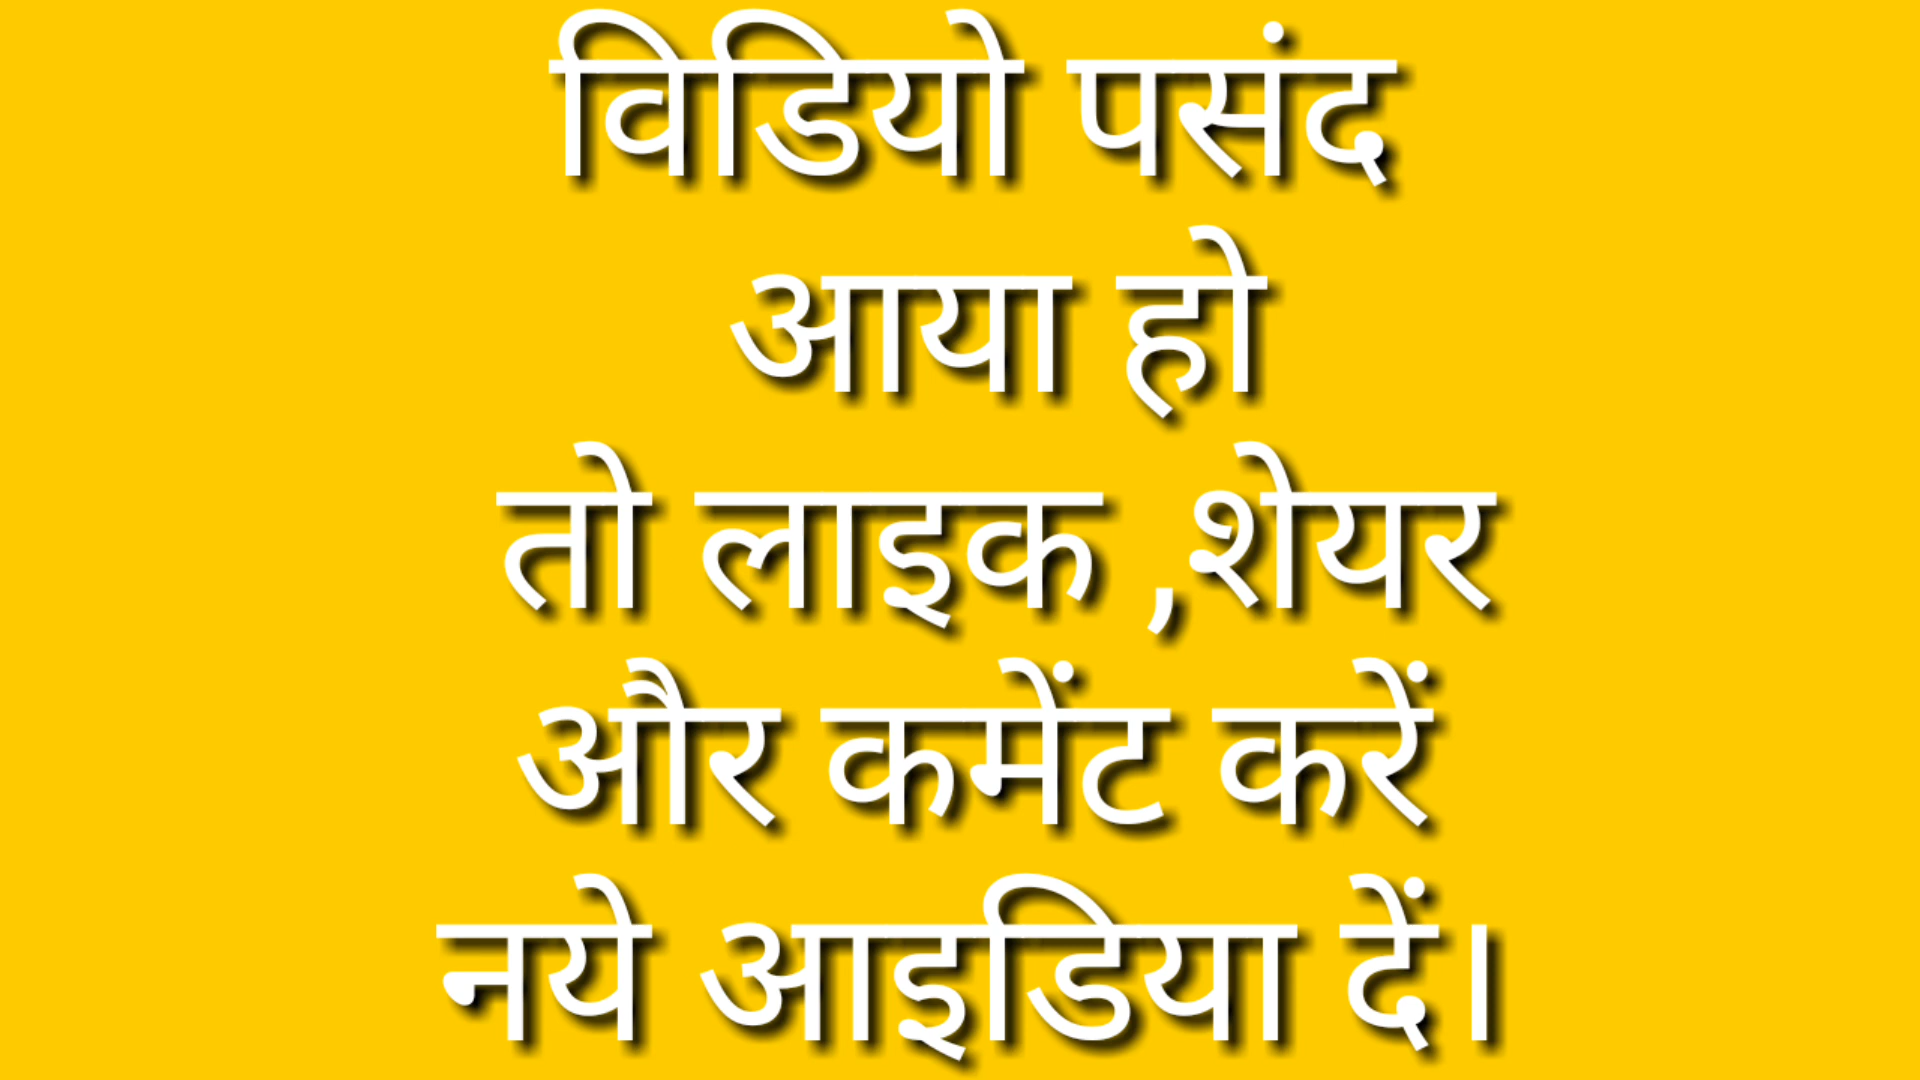 विडियो पसंद
आया हो
तो लाइक ,शेयर
और कमेंट करें
नये आइडिया दें।